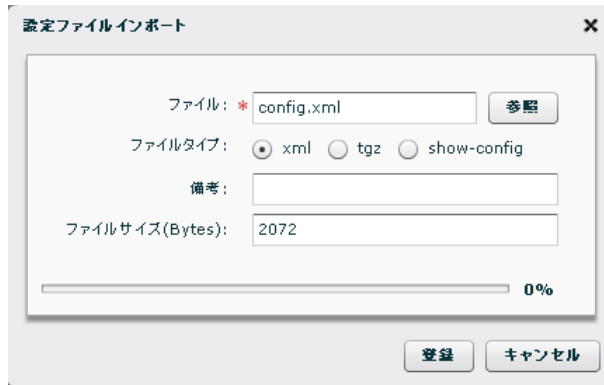 設定ファイルインポート
ファイル: * config.xml 参照
ファイルタイプ: xml tgz show-config
備考:
ファイルサイズ(Bytes): 2072
0%
登録 キャンセル